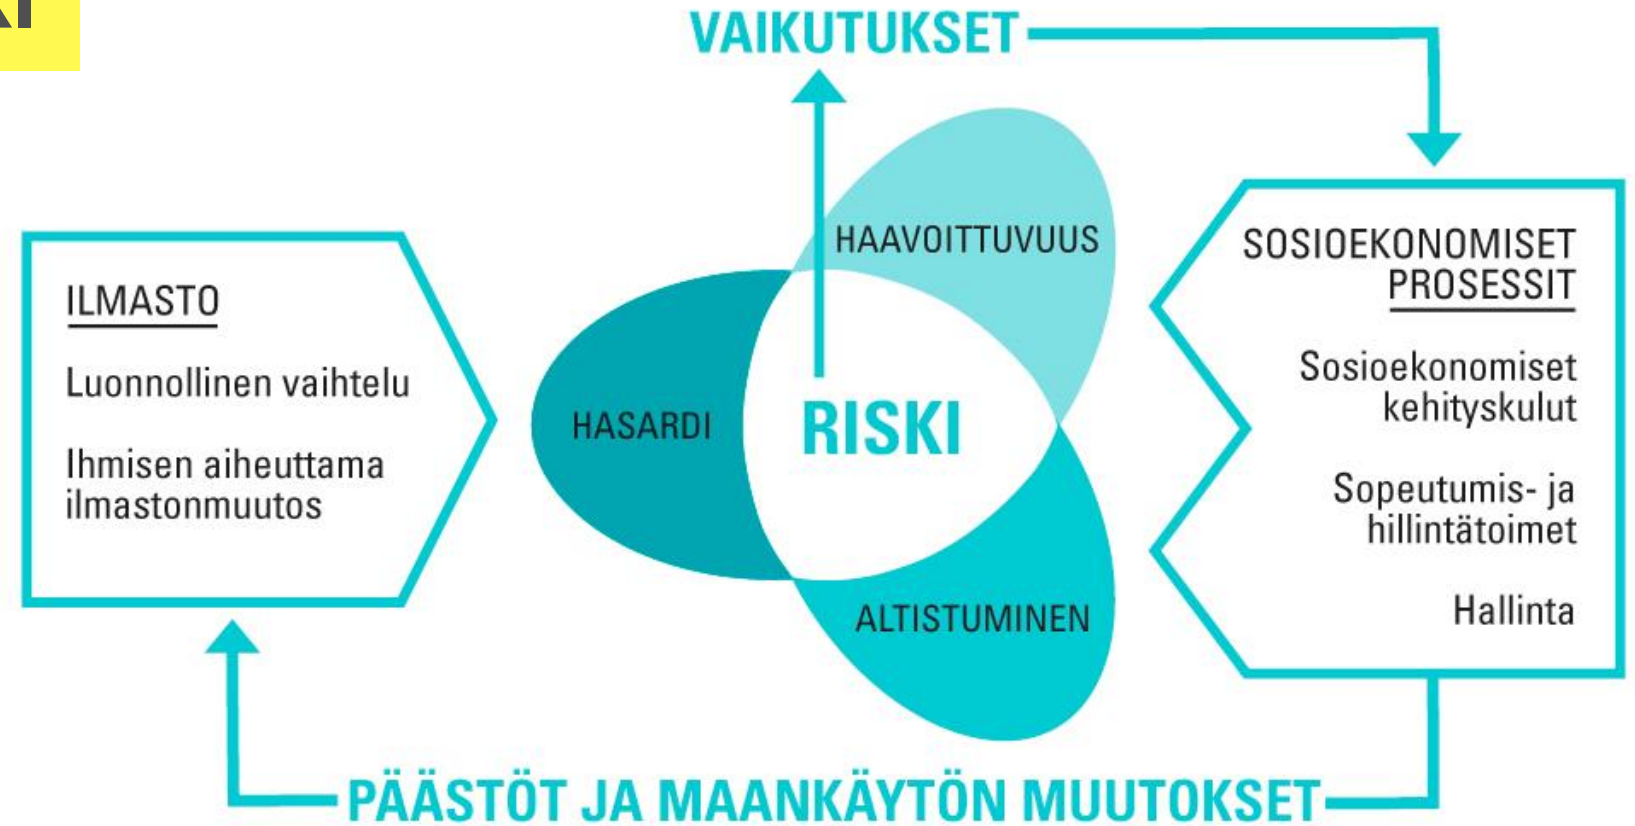 VAIKUTUKSET
HAAVOITTUVUUS
ILMASTO
Luonnollinen vaihtelu
Ihmisen aiheuttama
ilmastonmuutos
HASARDI
RISKI
ALTISTUMINEN
SOSIOEKONOMISET
PROSESSIT
Sosioekonomiset
kehityskulut
Sopeutumis- ja
hillintätoimet
Hallinta
PÄÄSTÖT JA MAANKÄYTÖN MUUTOKSET